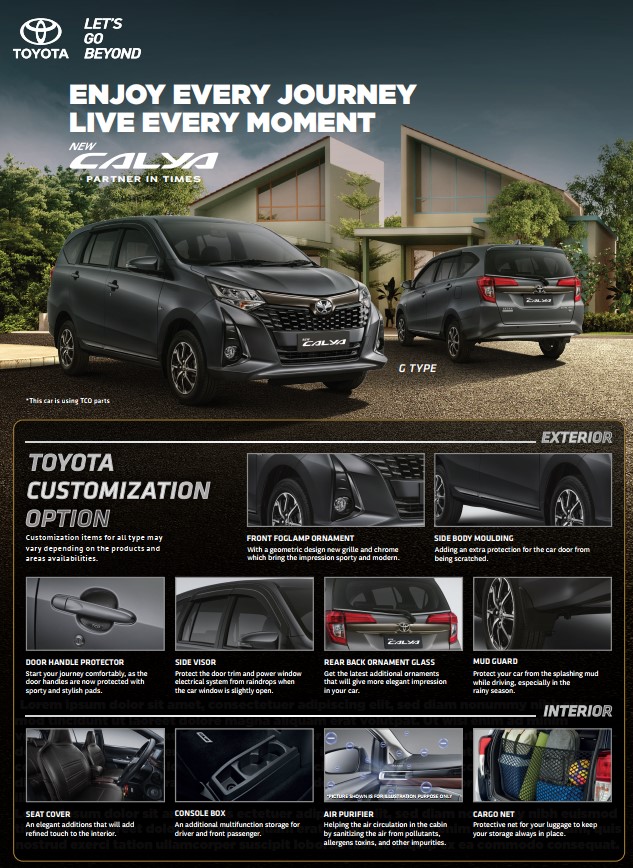 TOYOTA
LET'S
GO
BEYOND
ENJOY EVERY JOURNEY
LIVE EVERY MOMENT
NEW
CALYA
PARTNER IN TIMES
NEW CALYA
CALYA
G TYPE
*This car is using TCO parts
EXTERIOR
TOYOTA
CUSTOMIZATION
OPTION
Customization items for all type may
vary depending on the products and
areas availabilities.
FRONT FOGLAMP ORNAMENT
With a geometric design new grille and chrome
which bring the impression sporty and modern.
SIDE BODY MOULDING
Adding an extra protection for the car door from
being scratched.
CALYA
DOOR HANDLE PROTECTOR
Start your journey comfortably, as the
door handles are now protected with
sporty and stylish pads.
SIDE VISOR
Protect the door trim and power window
electrical system from raindrops when
the car window is slightly open.
REAR BACK ORNAMENT GLASS
Get the latest additional ornaments
that will give more elegant impression
in your car.
MUD GUARD
Protect your car from the splashing mud
while driving, especially in the
rainy season.
Lorem ipsum dolor sit amet, consectetuer adipiscing elit, sed diam nonummy
INTERIOR
*PICTURE SHOWN IS FOR ILLUSTRATION PURPOSE ONLY
SEAT COVER
An elegant additions that will add
refined touch to the interior.
CONSOLE BOX
An additional multifunction storage for
driver and front passenger.
AIR PURIFIER
Helping the air circulation in the cabin
by sanitizing the air from pollutants,
allergens toxins, and other impurities.
CARGO NET
Protective net for your luggage to keep
your storage always in place.